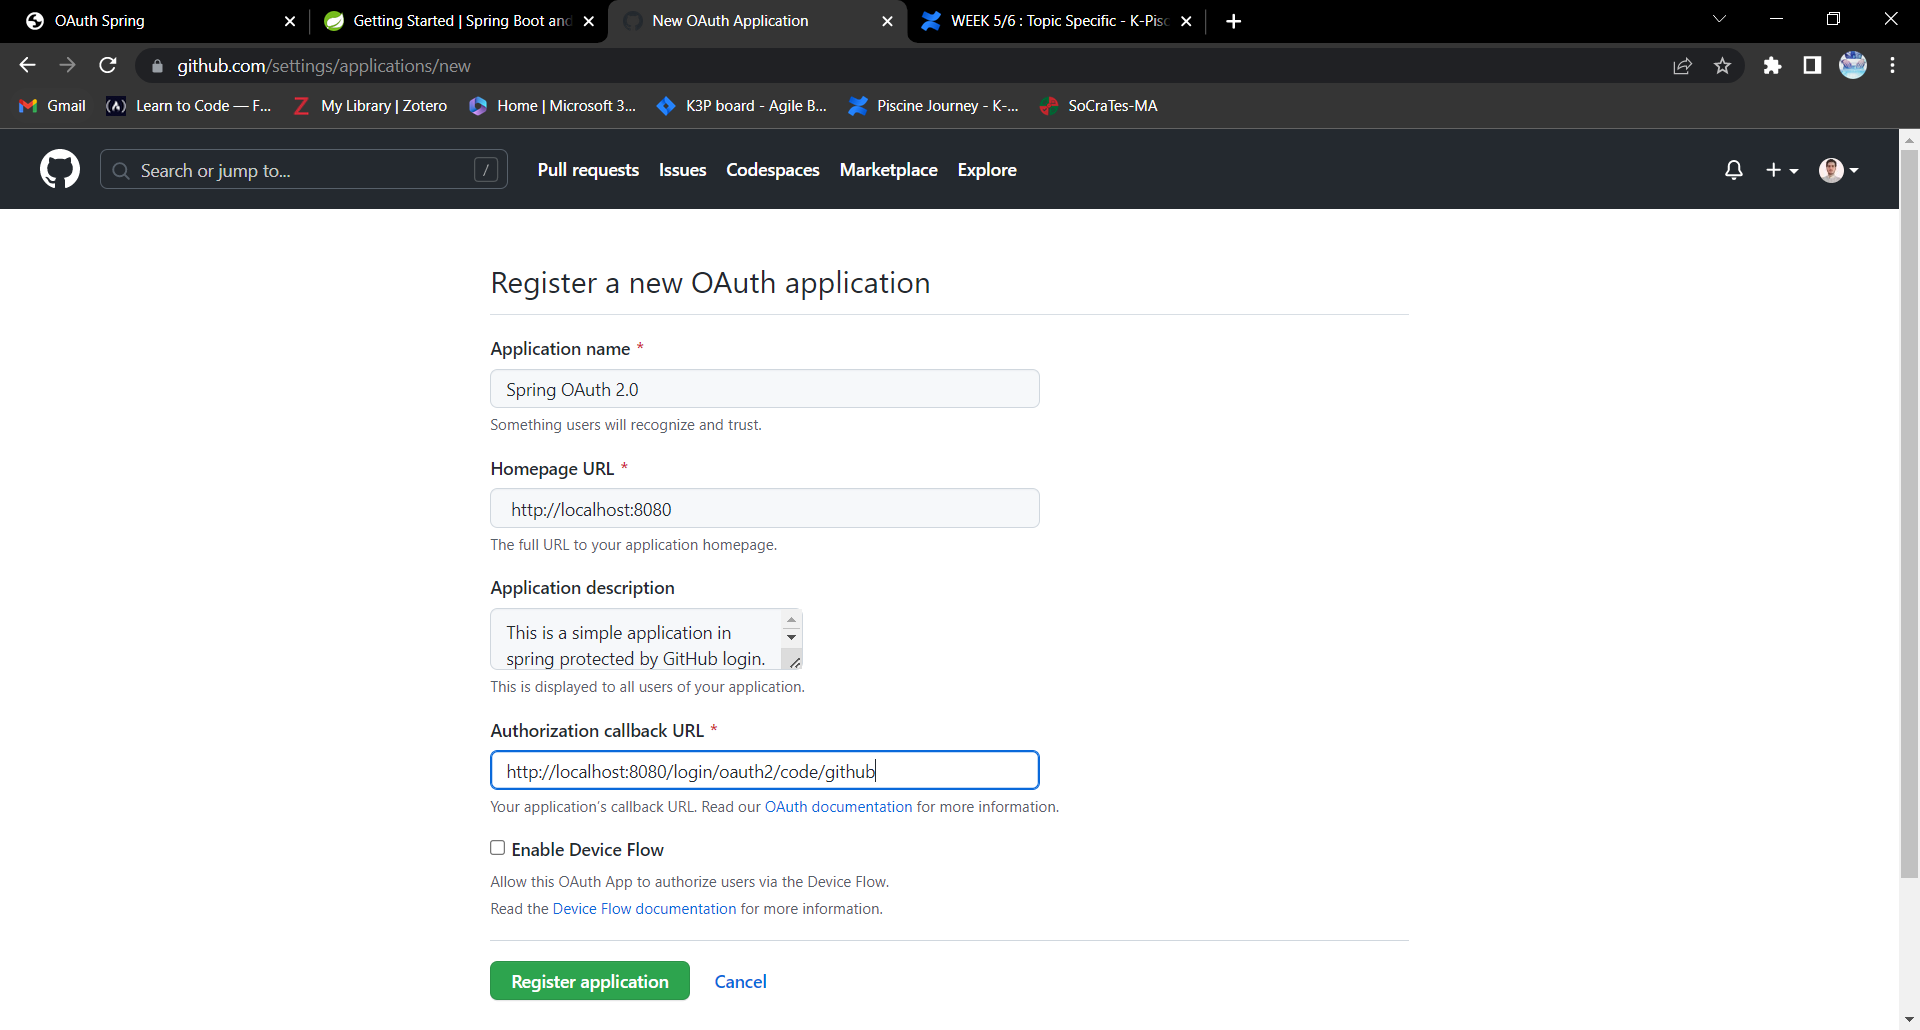 OAuth Spring
Getting Started | Spring Boot and
New OAuth Application
WEEK 5/6 : Topic Specific - K-Pisc
github.com/settings/applications/new
Gmail
Learn to Code — F...
My Library | Zotero
Home | Microsoft 3...
K3P board - Agile B...
Piscine Journey - K-...
SoCraTes-MA
Search or jump to...
/
Pull requests
Issues
Codespaces
Marketplace
Explore
Register a new OAuth application
Application name *
Spring OAuth 2.0
Something users will recognize and trust.
Homepage URL *
http://localhost:8080
The full URL to your application homepage.
Application description
This is a simple application in
spring protected by GitHub login.
This is displayed to all users of your application.
Authorization callback URL *
http://localhost:8080/login/oauth2/code/github
Your application’s callback URL. Read our OAuth documentation for more information.
Enable Device Flow
Allow this OAuth App to authorize users via the Device Flow.
Read the Device Flow documentation for more information.
Register application
Cancel